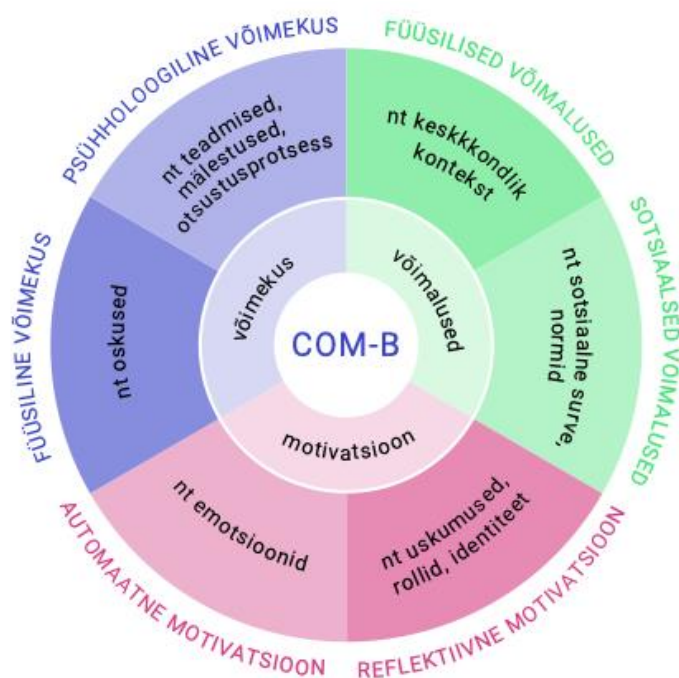 PSÜHHOLOOGILINE VÕIMEKUS
FÜÜSILISED VÕIMALUSED
nt teadmised,
mälestused,
otsustusprotsess
nt keskkkondlik
kontekst
FÜÜSILINE VÕIMEKUS
nt oskused
võimekus
COM-B
võimalused
nt sotsiaalne surve,
normid
SOTSIAALSED VÕIMALUSED
motivatsioon
nt emotsioonid
nt uskumused,
rollid, identiteet
AUTOMAATNE MOTIVATSIOON
REFLEKTIIVNE MOTIVATSIOON